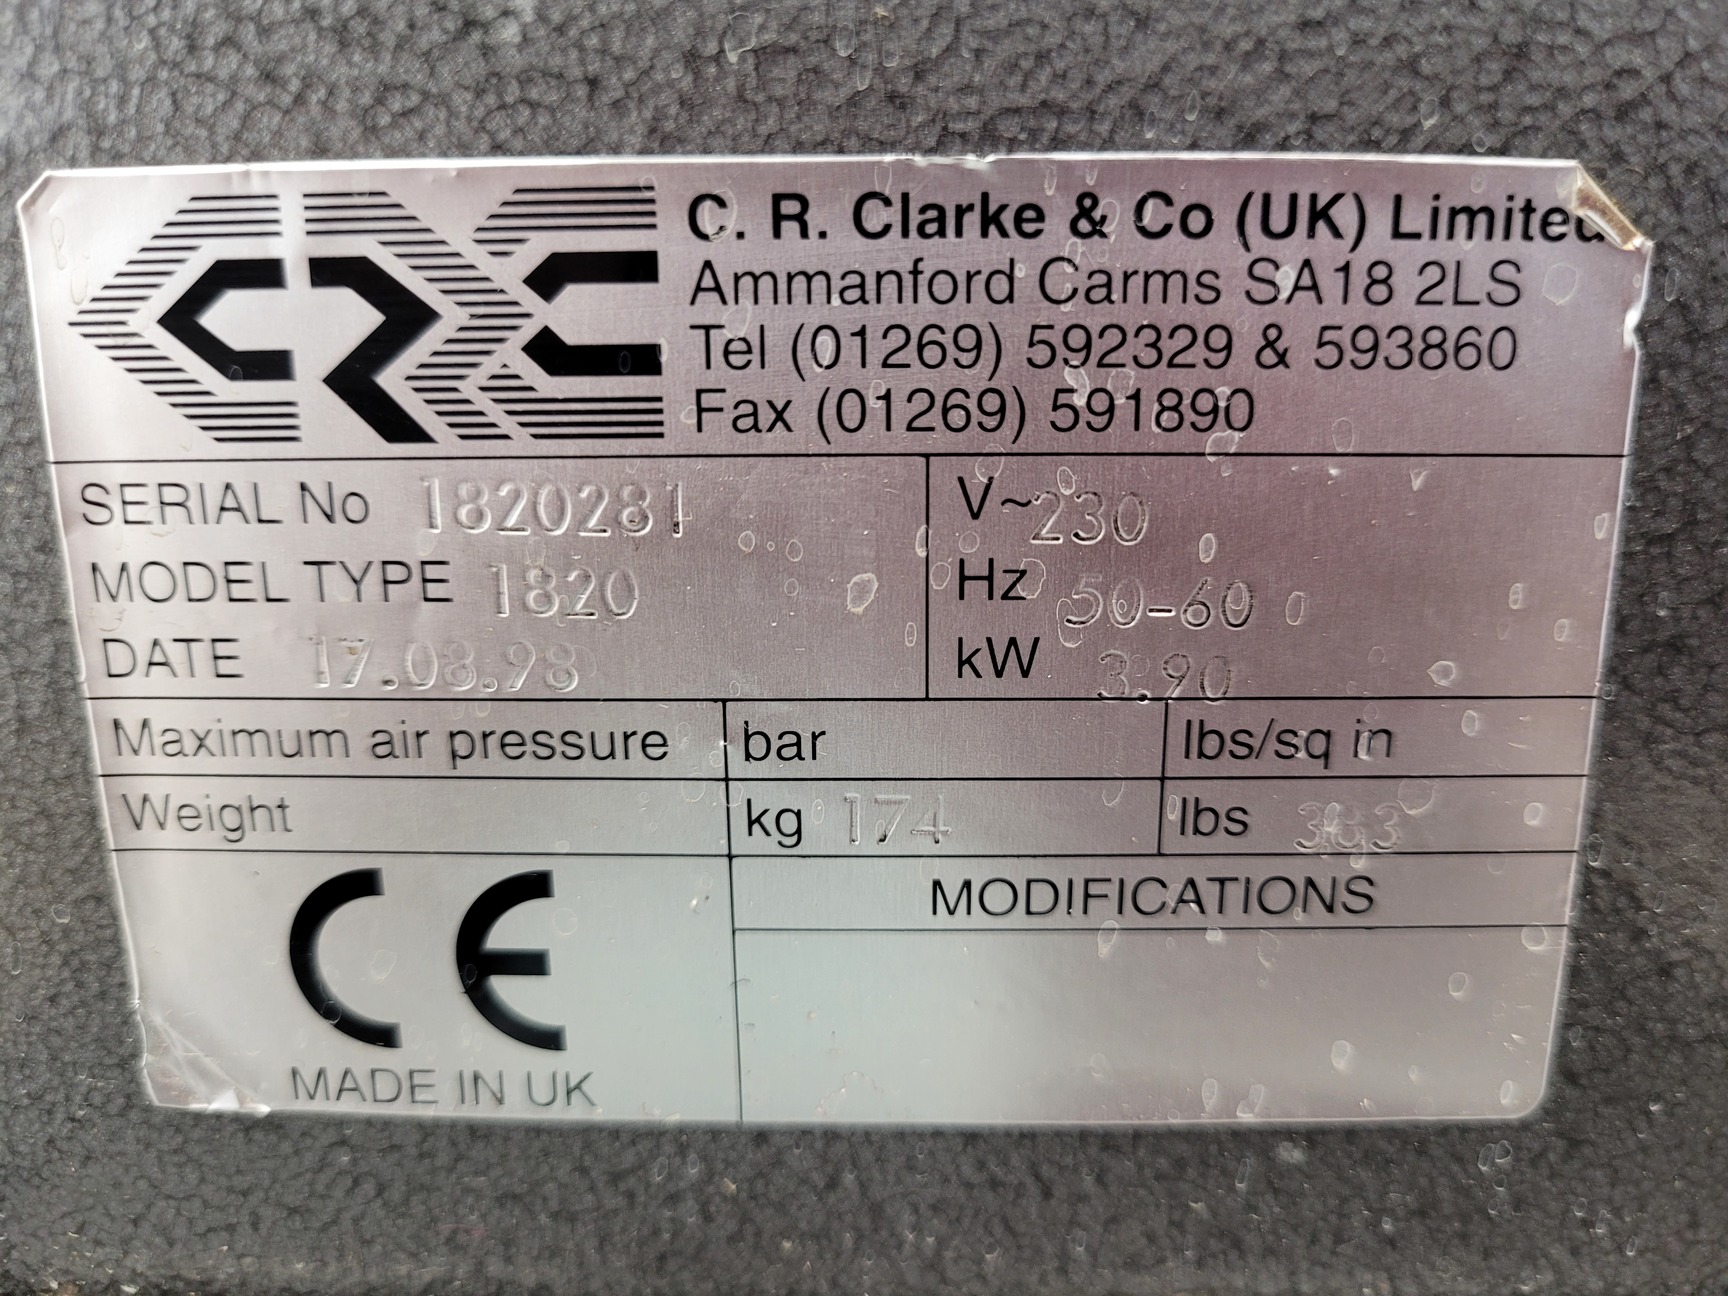 CRC
C. R. Clarke & Co (UK) Limited
Ammanford Carms SA18 2LS
Tel (01269) 592329 & 593860
Fax (01269) 591890
SERIAL No 1820281
MODEL TYPE 1820
DATE 17.08.98
V~230
Hz 50-60
kW 3.90
Maximum air pressure bar lbs/sq in
Weight kg 174 lbs 383
CE
MADE IN UK
MODIFICATIONS